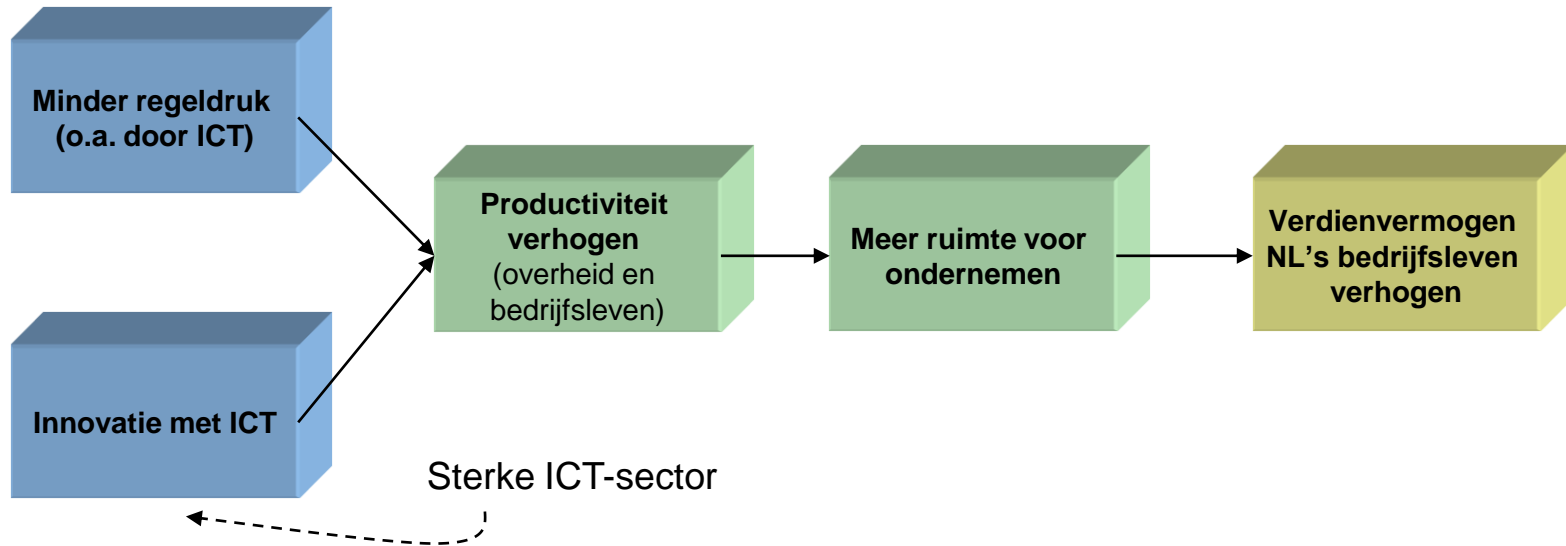 Minder regeldruk
(o.a. door ICT)
Innovatie met ICT
Productiviteit
verhogen
(overheid en
bedrijfsleven)
Meer ruimte voor
ondernemen
Verdienvermogen
NL's bedrijfsleven
verhogen
Sterke ICT-sector